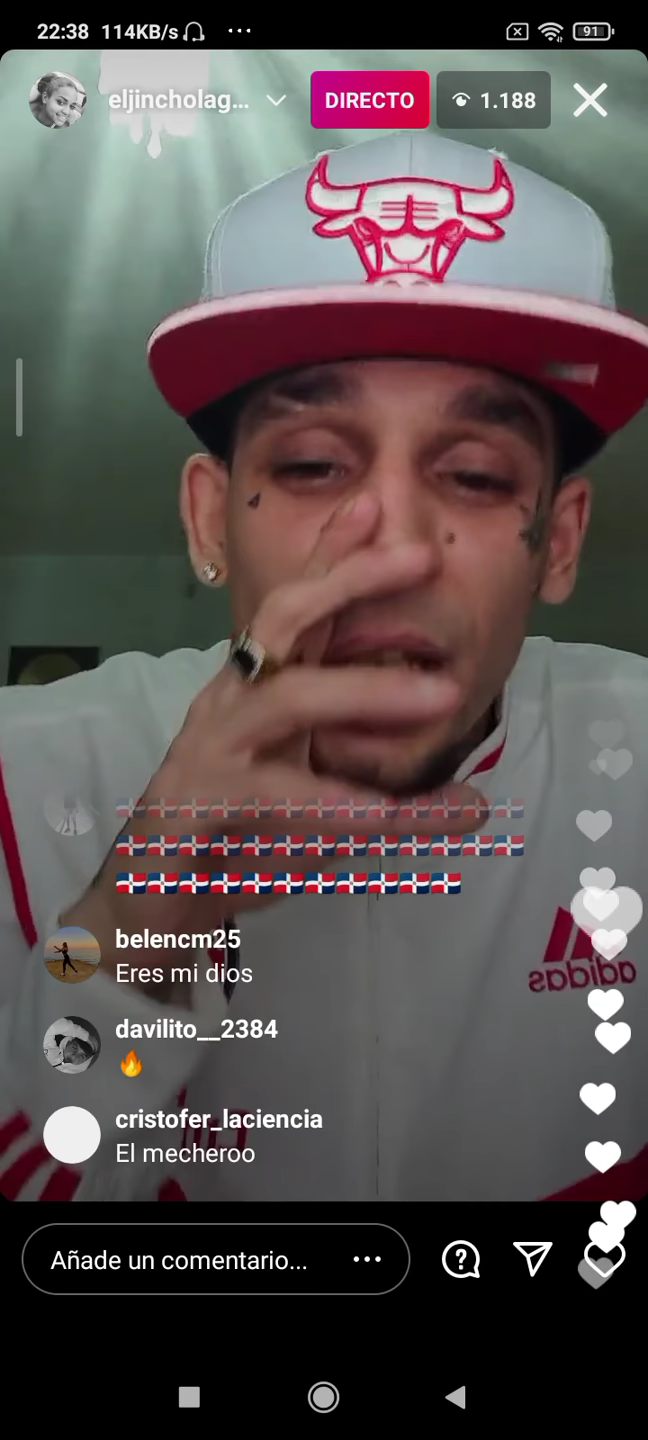 22:38 114KB/s
91
eljincholag...
DIRECTO
1.188
adidas
belencm25
Eres mi dios
davilito__2384
🔥
cristofer_laciencia
El mecheroo
Añade un comentario...